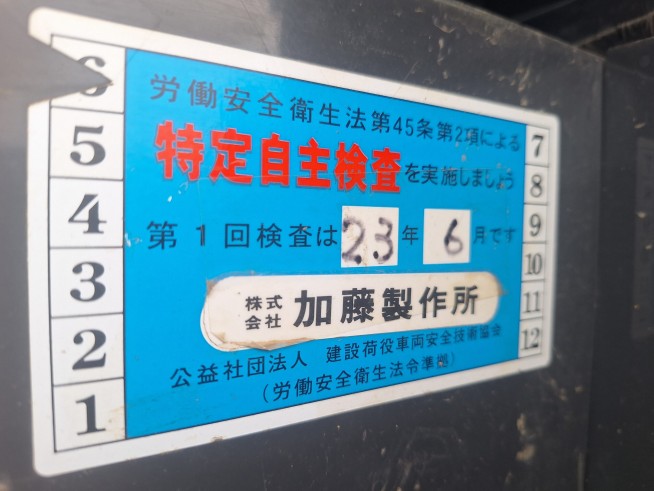 労働安全衛生法第45条第2項による
特定自主検査を実施しましょう
第1回検査は23年6月です
株式会社 加藤製作所
公益社団法人 建設荷役車両安全技術協会
(労働安全衛生法令準拠)
6
5
4
3
2
1
7
8
9
10
11
12